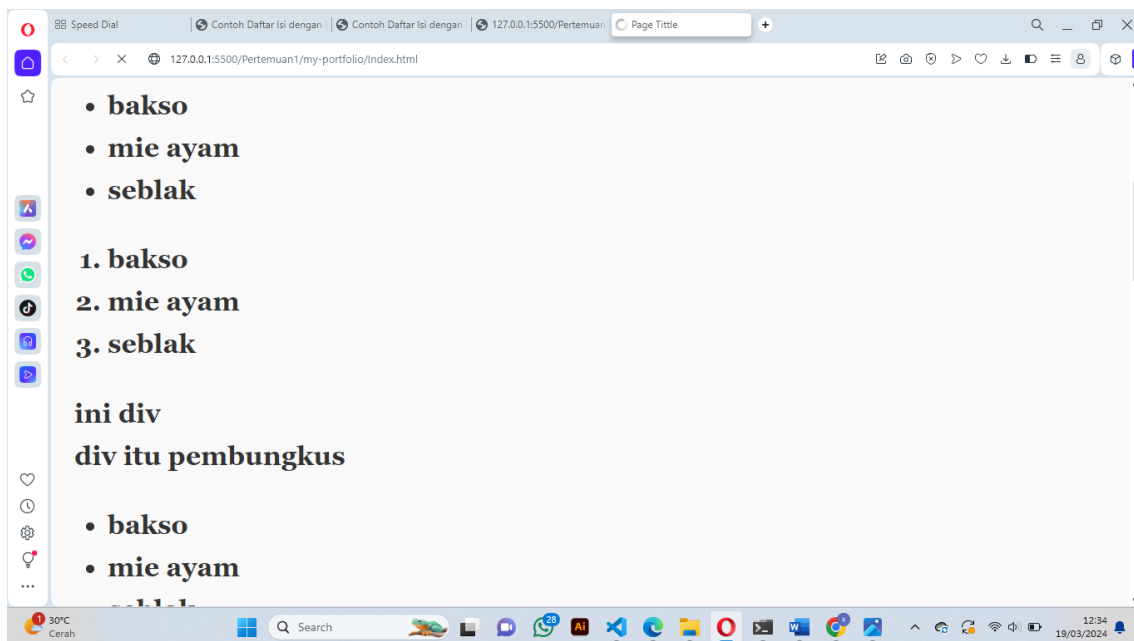 Speed Dial
Contoh Daftar Isi dengan
Contoh Daftar Isi dengan
127.0.0.1:5500/Pertemuan
Page Tittle
127.0.0.1:5500/Pertemuan1/my-portfolio/Index.html
• bakso
• mie ayam
• seblak
1. bakso
2. mie ayam
3. seblak
ini div
div itu pembungkus
• bakso
• mie ayam
1
30°C
Cerah
Search
28
Ai
12:34
19/03/2024